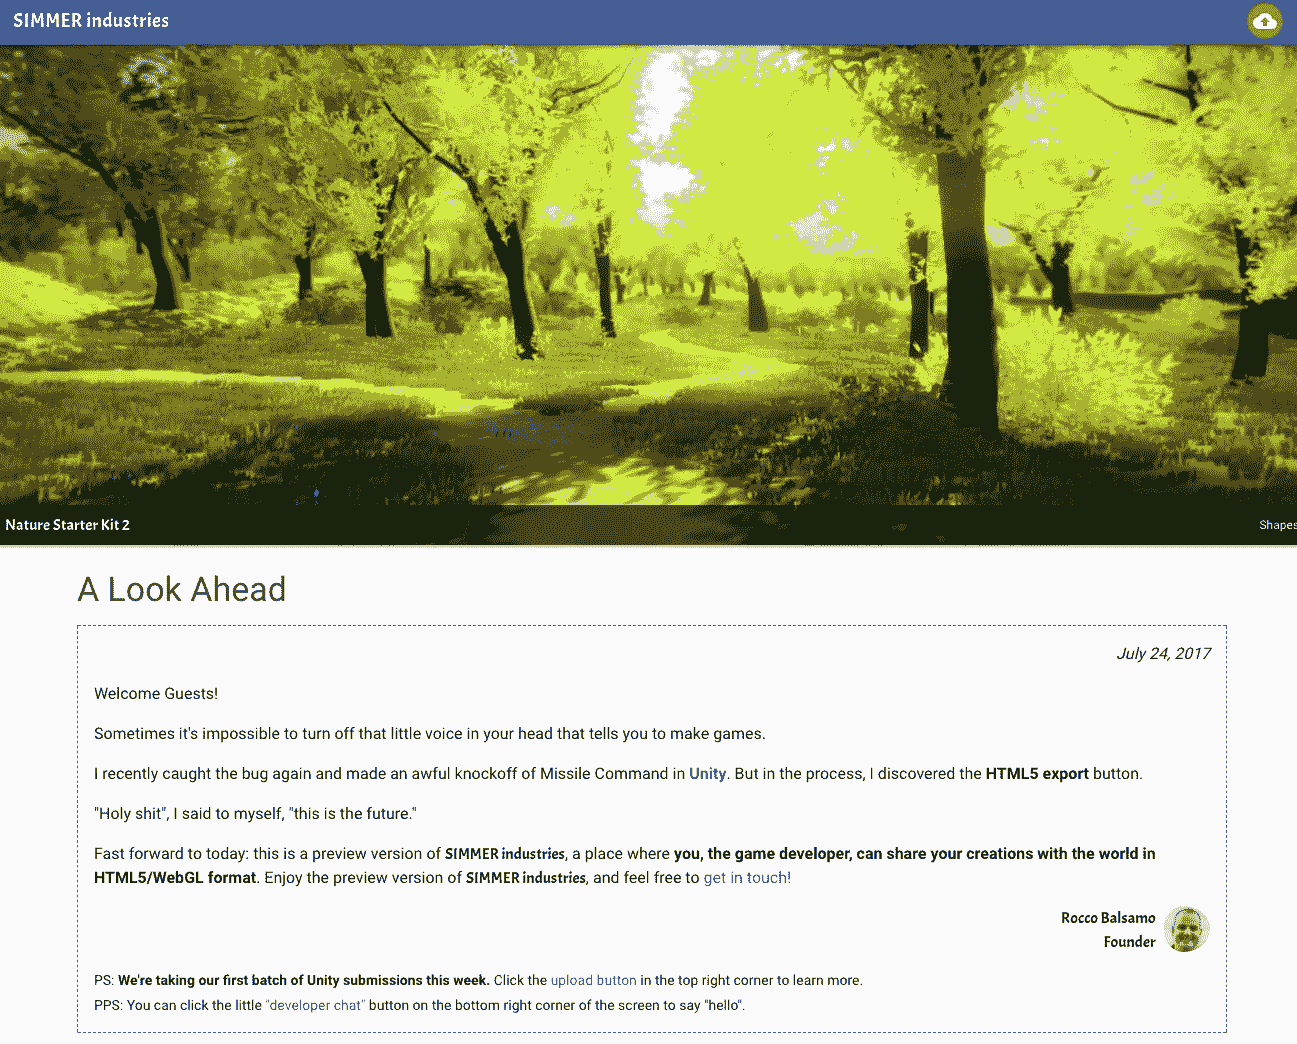 SIMMER industries
Nature Starter Kit 2
Shapes
A Look Ahead
July 24, 2017
Welcome Guests!
Sometimes it's impossible to turn off that little voice in your head that tells you to make games.
I recently caught the bug again and made an awful knockoff of Missile Command in Unity. But in the process, I discovered the HTML5 export button.
"Holy shit", I said to myself, "this is the future."
Fast forward to today: this is a preview version of SIMMER industries, a place where you, the game developer, can share your creations with the world in
HTML5/WebGL format. Enjoy the preview version of SIMMER industries, and feel free to get in touch!
Rocco Balsamo
Founder
PS: We're taking our first batch of Unity submissions this week. Click the upload button in the top right corner to learn more.
PPS: You can click the little "developer chat" button on the bottom right corner of the screen to say "hello".